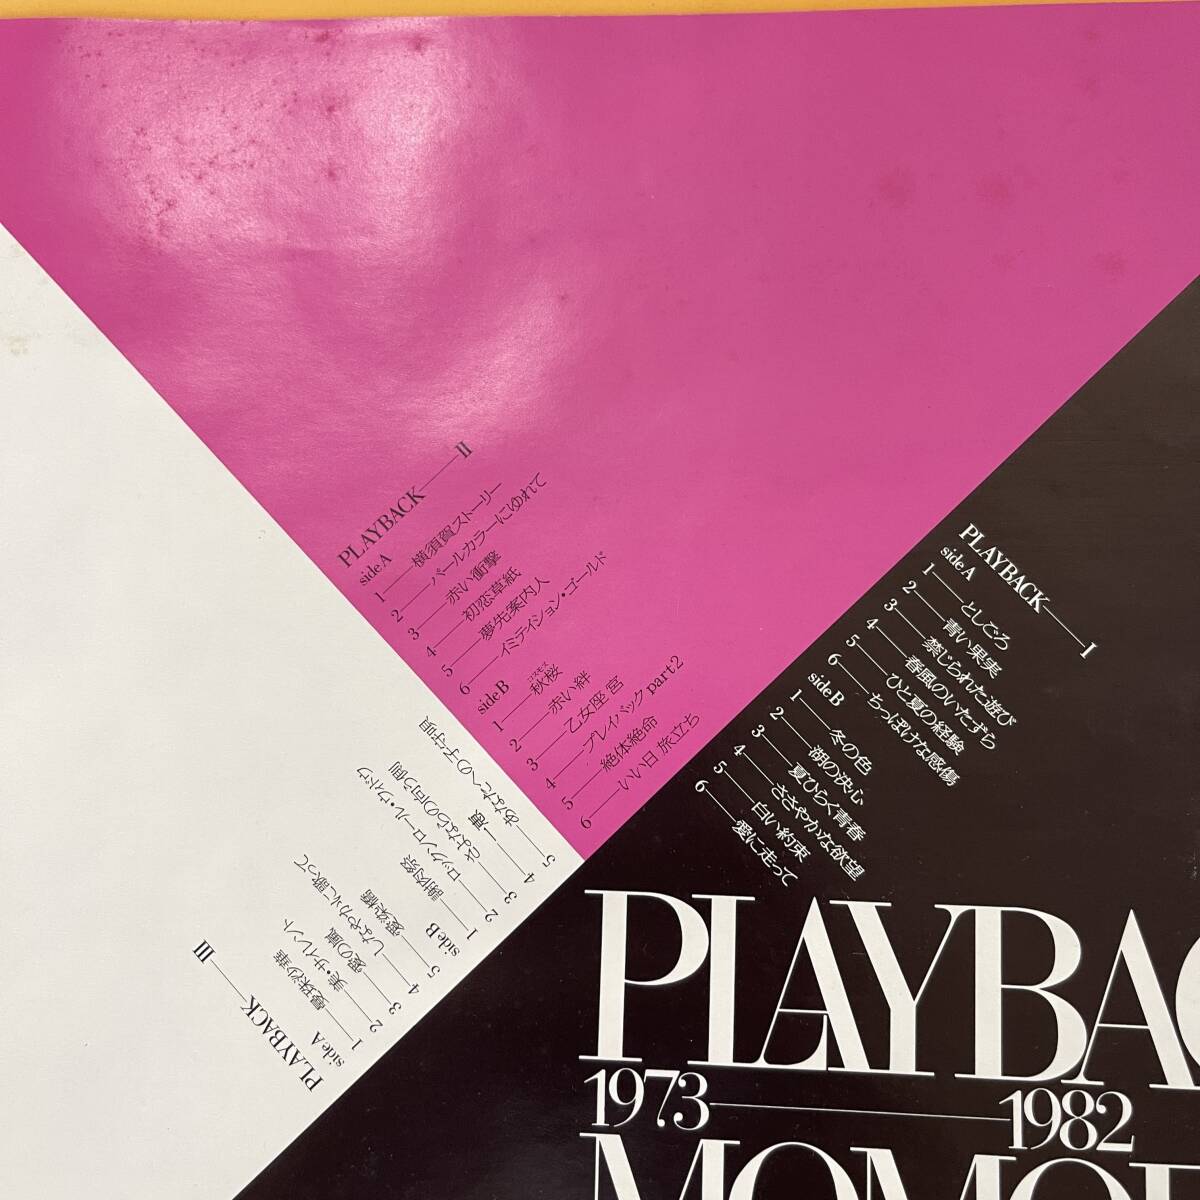 PLAYBACK — II
side A
1 — 横須賀ストーリー
2 — パールカラーにゆれて
3 — 赤い衝撃
4 — 初恋草紙
5 — 夢先案内人
6 — イミテイション・ゴールド
side B
1 — 秋桜 コスモス
2 — 赤い絆
3 — 乙女座 宮
4 — プレイバック part 2
5 — 絶体絶命
6 — いい日 旅立ち
PLAYBACK — I
side A
1 — としごろ
2 — 青い果実
3 — 禁じられた遊び
4 — 春風のいたずら
5 — ひと夏の経験
6 — ちっぽけな感傷
side B
1 — 冬の色
2 — 湖の決心
3 — 夏ひらく青春
4 — ささやかな欲望
5 — 白い約束
6 — 愛に走って
PLAYBACK — III
side A
1 — 曼珠沙華
2 — 美・サイレント
3 — 愛の嵐
4 — しなやかに歌って
5 — 愛染橋
side B
1 — 謝肉祭
2 — ロックンロール・ウィドウ
3 — さよならの向う側
4 — 一恵
5 — あなたへの子守唄
PLAYBAC
1973 — 1982
MOMOE